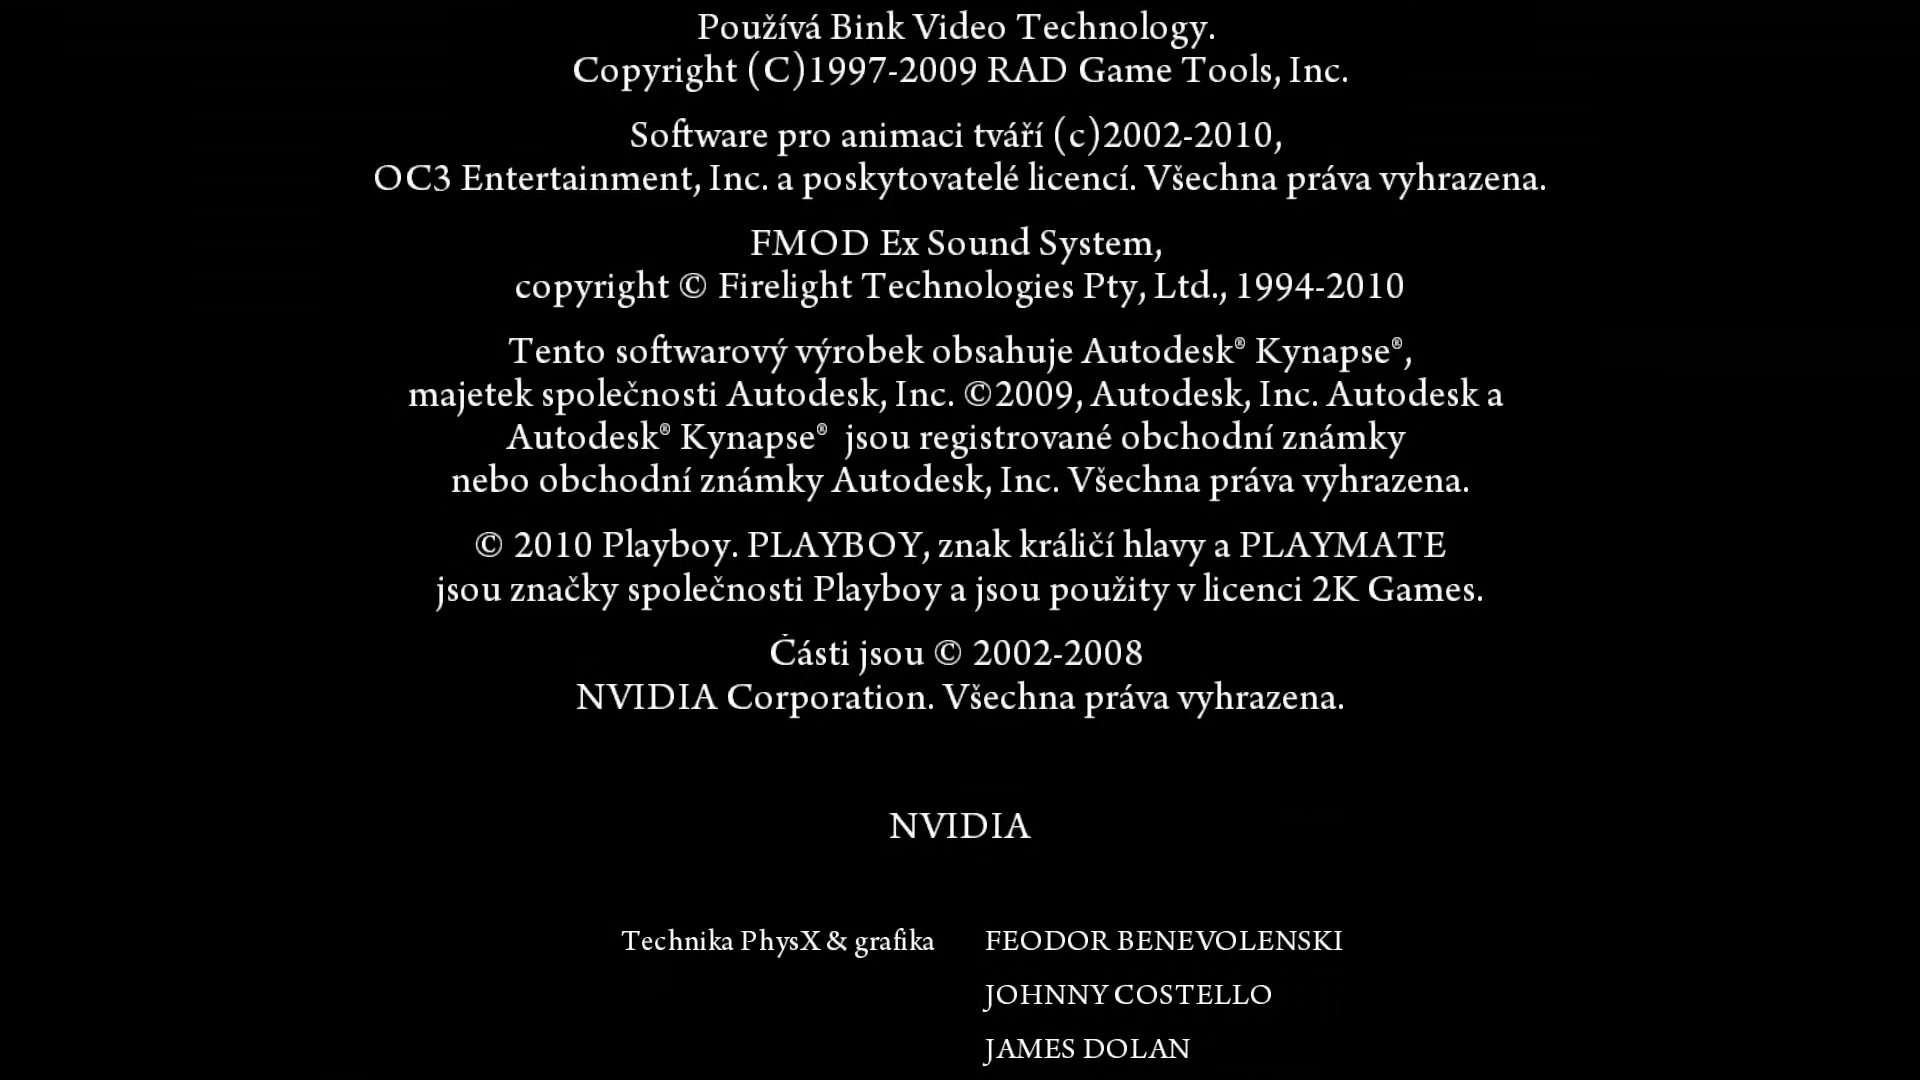 Používá Bink Video Technology.
Copyright (C)1997-2009 RAD Game Tools, Inc.
Software pro animaci tváří (c)2002-2010,
OC3 Entertainment, Inc. a poskytovatelé licencí. Všechna práva vyhrazena.
FMOD Ex Sound System,
copyright © Firelight Technologies Pty, Ltd., 1994-2010
Tento softwarový výrobek obsahuje Autodesk® Kynapse®,
majetek společnosti Autodesk, Inc. ©2009, Autodesk, Inc. Autodesk a
Autodesk® Kynapse® jsou registrované obchodní známky
nebo obchodní známky Autodesk, Inc. Všechna práva vyhrazena.
© 2010 Playboy. PLAYBOY, znak králičí hlavy a PLAYMATE
jsou značky společnosti Playboy a jsou použity v licenci 2K Games.
Části jsou © 2002-2008
NVIDIA Corporation. Všechna práva vyhrazena.
NVIDIA
Technika PhysX & grafika FEODOR BENEVOLENSKI
JOHNNY COSTELLO
JAMES DOLAN